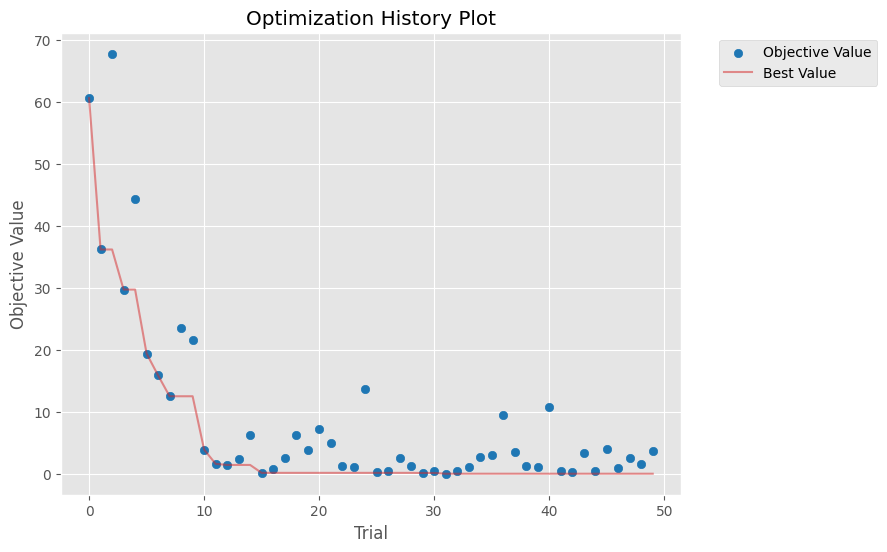 Optimization History Plot
Objective Value
Best Value
Objective Value
70
60
50
40
30
20
10
0
0 10 20 30 40 50
Trial